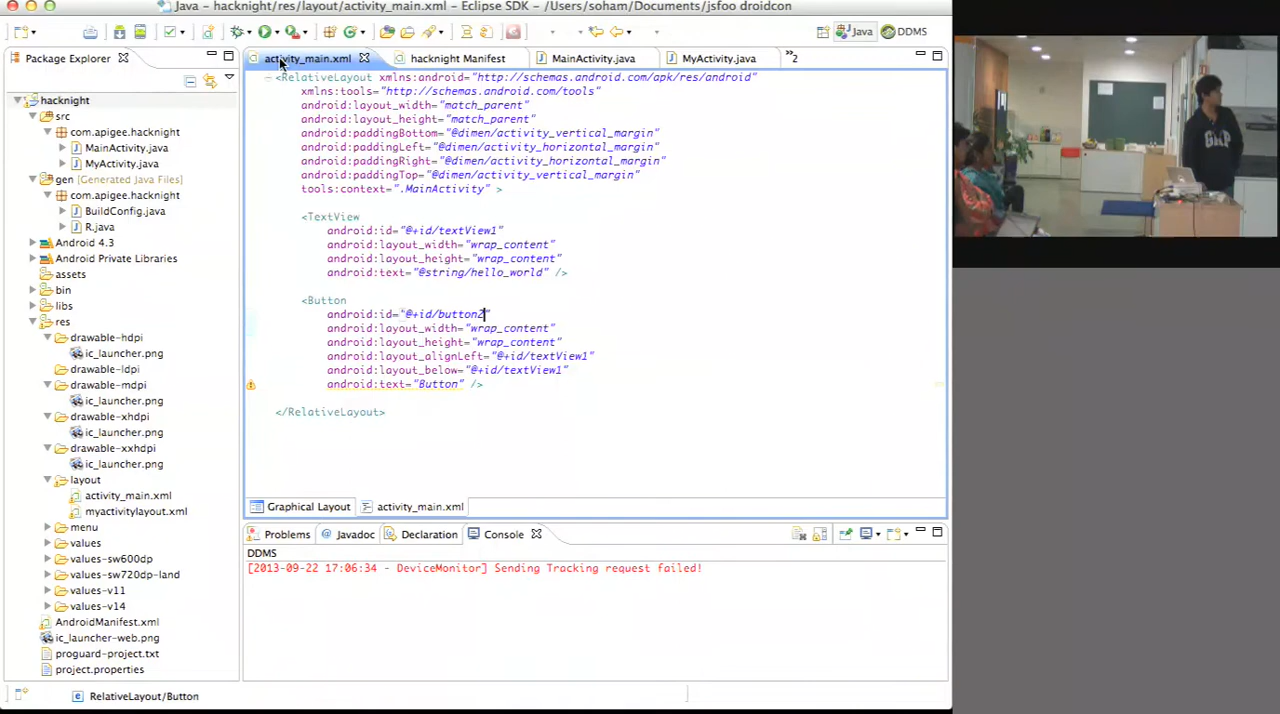 Java - hacknight/res/layout/activity_main.xml - Eclipse SDK - /Users/soham/Documents/jsfoo droidcon
Java
DDMS
Package Explorer
activity_main.xml
hacknight Manifest
MainActivity.java
MyActivity.java
»2
hacknight
src
com.apigee.hacknight
MainActivity.java
MyActivity.java
gen [Generated Java Files]
com.apigee.hacknight
BuildConfig.java
R.java
Android 4.3
Android Private Libraries
assets
bin
libs
res
drawable-hdpi
ic_launcher.png
drawable-ldpi
drawable-mdpi
ic_launcher.png
drawable-xhdpi
ic_launcher.png
drawable-xxhdpi
ic_launcher.png
layout
activity_main.xml
myactivitylayout.xml
menu
values
values-sw600dp
values-sw720dp-land
values-v11
values-v14
AndroidManifest.xml
ic_launcher-web.png
proguard-project.txt
project.properties
<RelativeLayout xmlns:android="http://schemas.android.com/apk/res/android"
xmlns:tools="http://schemas.android.com/tools"
android:layout_width="match_parent"
android:layout_height="match_parent"
android:paddingBottom="@dimen/activity_vertical_margin"
android:paddingLeft="@dimen/activity_horizontal_margin"
android:paddingRight="@dimen/activity_horizontal_margin"
android:paddingTop="@dimen/activity_vertical_margin"
tools:context=".MainActivity" >
<TextView
android:id="@+id/textView1"
android:layout_width="wrap_content"
android:layout_height="wrap_content"
android:text="@string/hello_world" />
<Button
android:id="@+id/button2"
android:layout_width="wrap_content"
android:layout_height="wrap_content"
android:layout_alignLeft="@+id/textView1"
android:layout_below="@+id/textView1"
android:text="Button" />
</RelativeLayout>
Graphical Layout
activity_main.xml
Problems
Javadoc
Declaration
Console
DDMS
[2013-09-22 17:06:34 - DeviceMonitor] Sending Tracking request failed!
RelativeLayout/Button
GAP